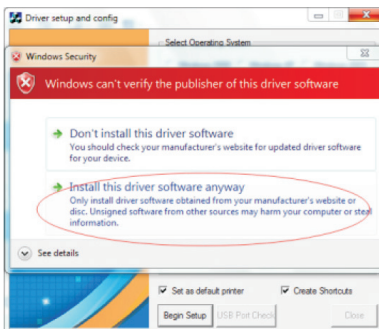 Driver setup and config
Select Operating System
Windows Security
Windows can't verify the publisher of this driver software
Don't install this driver software
You should check your manufacturer's website for updated driver software
for your device.
Install this driver software anyway
Only install driver software obtained from your manufacturer's website or
disc. Unsigned software from other sources may harm your computer or steal
information.
See details
Set as default printer
Create Shortcuts
Begin Setup
USB Port Check
Close